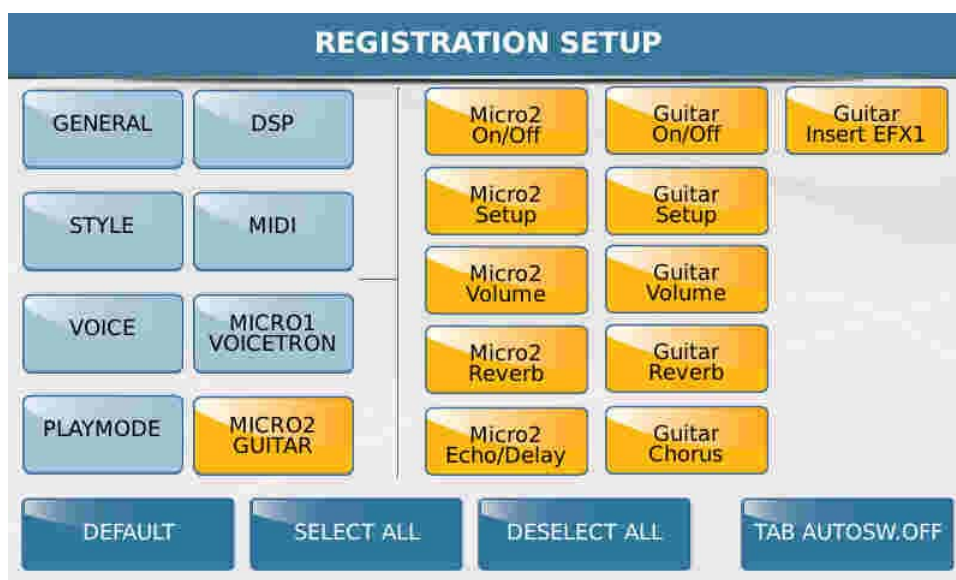 REGISTRATION SETUP
GENERAL
DSP
STYLE
MIDI
VOICE
MICRO1
VOICETRON
PLAYMODE
MICRO2
GUITAR
Micro2
On/Off
Guitar
On/Off
Guitar
Insert EFX1
Micro2
Setup
Guitar
Setup
Micro2
Volume
Guitar
Volume
Micro2
Reverb
Guitar
Reverb
Micro2
Echo/Delay
Guitar
Chorus
DEFAULT
SELECT ALL
DESELECT ALL
TAB AUTOSW.OFF